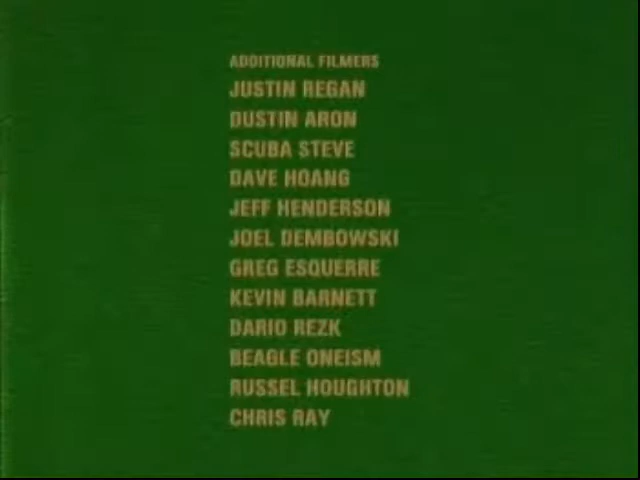 ADDITIONAL FILMERS
JUSTIN REGAN
DUSTIN ARON
SCUBA STEVE
DAVE HOANG
JEFF HENDERSON
JOEL DEMBOWSKI
GREG ESQUERRE
KEVIN BARNETT
DARIO REZK
BEAGLE ONEISM
RUSSEL HOUGHTON
CHRIS RAY